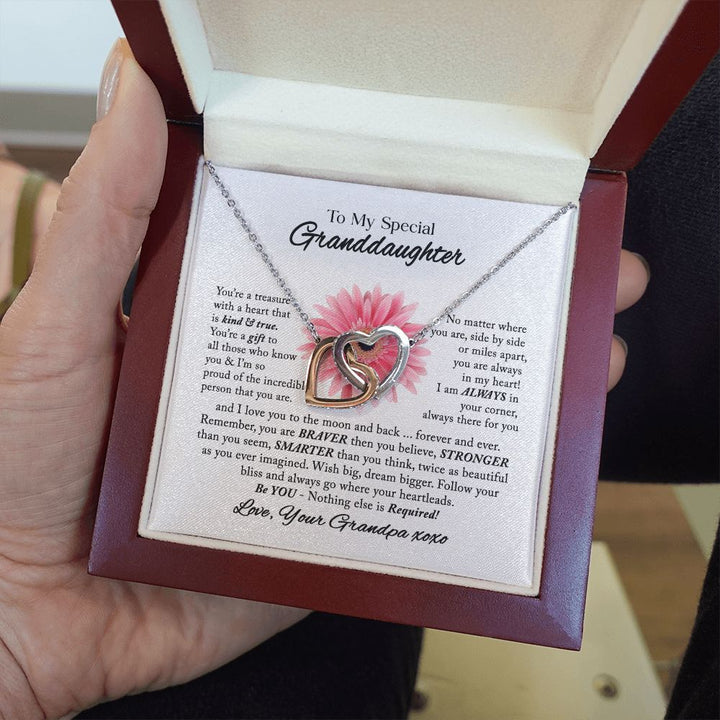 To My Special
Granddaughter
You're a treasure
with a heart that
is kind & true.
You're a gift to
all those who know
you & I'm so
proud of the incredible
person that you are.
No matter where
you are, side by side
or miles apart,
you are always
in my heart!
I am ALWAYS in
your corner,
always there for you
and I love you to the moon and back ... forever and ever.
Remember, you are BRAVER then you believe, STRONGER
than you seem, SMARTER than you think, twice as beautiful
as you ever imagined. Wish big, dream bigger. Follow your
bliss and always go where your heartleads.
Be YOU - Nothing else is Required!
Love, Your Grandpa xoxo